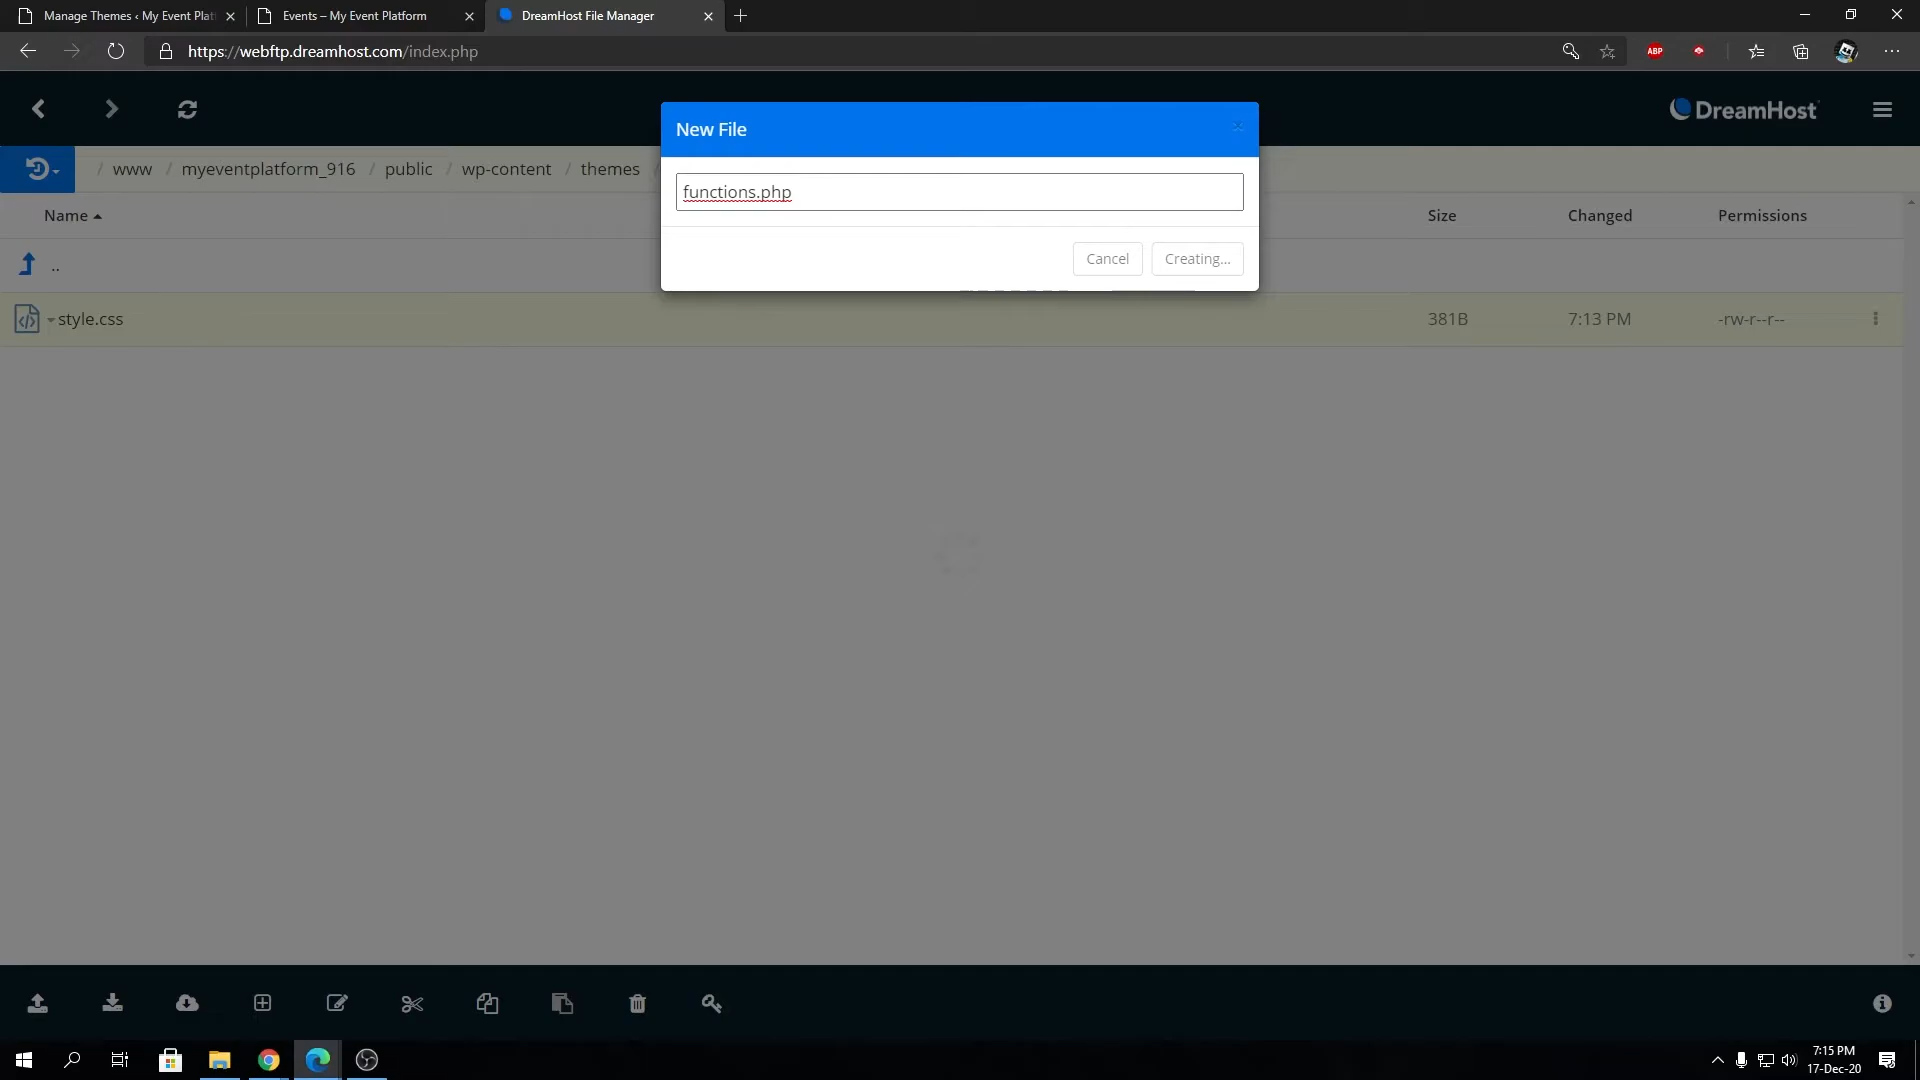 Manage Themes ‹ My Event Plat
Events – My Event Platform
DreamHost File Manager
https://webftp.dreamhost.com/index.php
ABP
DreamHost
New File
/ www / myeventplatform_916 / public / wp-content / themes
functions.php
Name
Size
Changed
Permissions
Cancel
Creating...
..
style.css
381B
7:13 PM
-rw-r--r--
7:15 PM
17-Dec-20